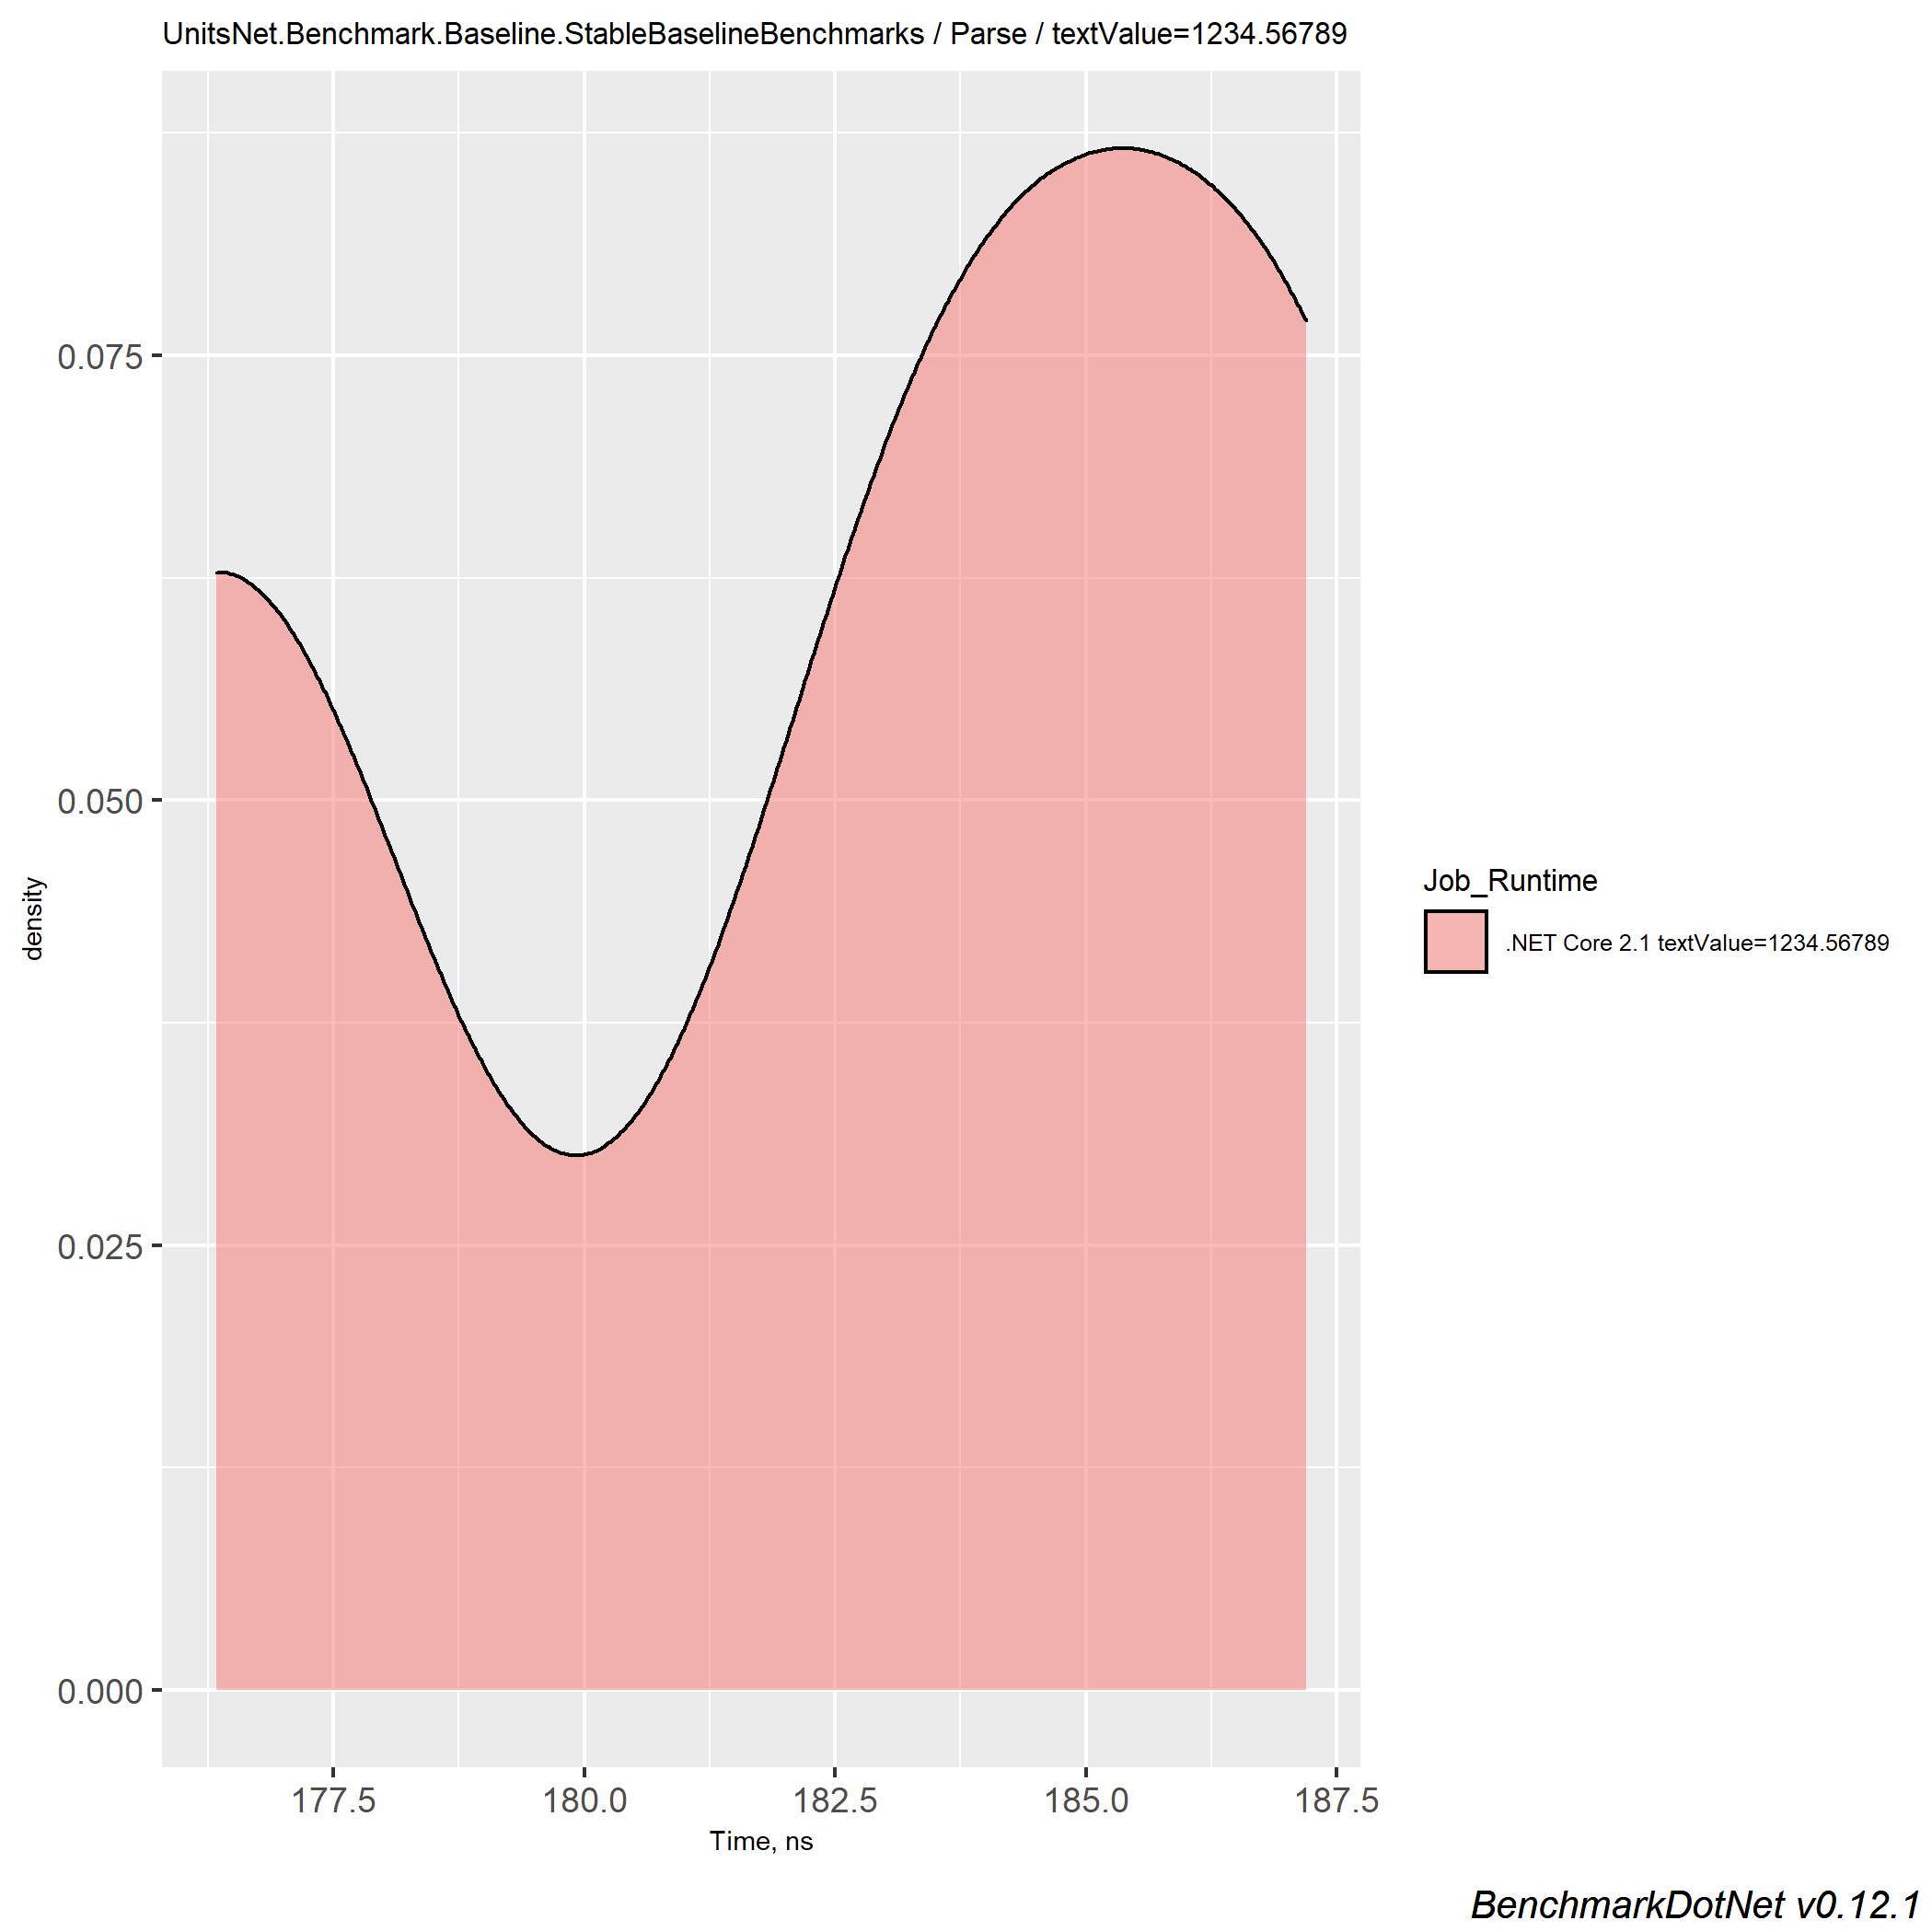 UnitsNet.Benchmark.Baseline.StableBaselineBenchmarks / Parse / textValue=1234.56789
0.075
0.050
0.025
0.000
density
177.5 180.0 182.5 185.0 187.5
Time, ns
Job_Runtime
.NET Core 2.1 textValue=1234.56789
BenchmarkDotNet v0.12.1